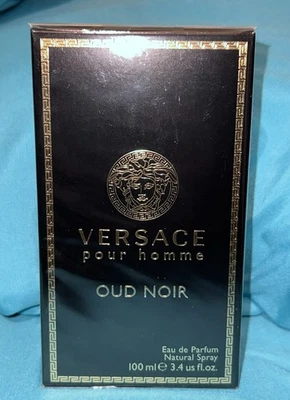 VERSACE
pour homme
OUD NOIR
Eau de Parfum
Natural Spray
100 ml ℮ 3.4 us fl.oz.